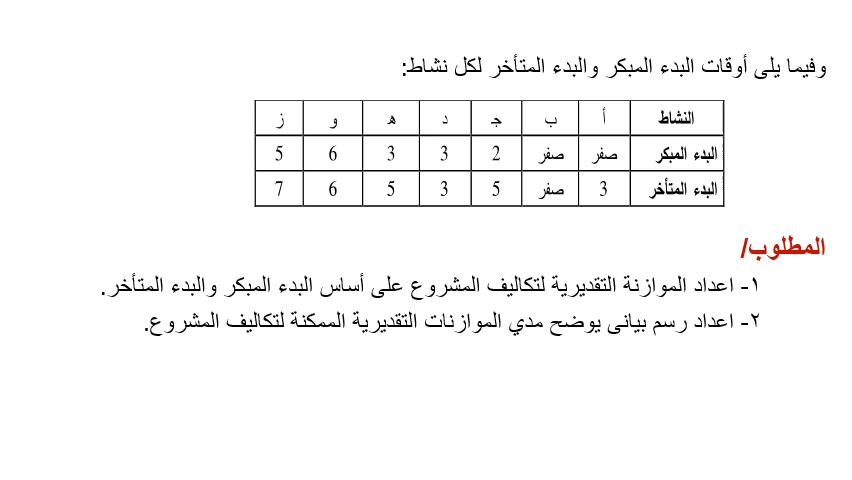 وفيما يلى أوقات البدء المبكر والبدء المتأخر لكل نشاط:
النشاط أ ب ج د ه و ز
البدء المبكر صفر صفر 2 3 3 6 5
البدء المتأخر 3 صفر 5 3 5 6 7
المطلوب/
١- اعداد الموازنة التقديرية لتكاليف المشروع على أساس البدء المبكر والبدء المتأخر.
٢- اعداد رسم بيانى يوضح مدي الموازنات التقديرية الممكنة لتكاليف المشروع.